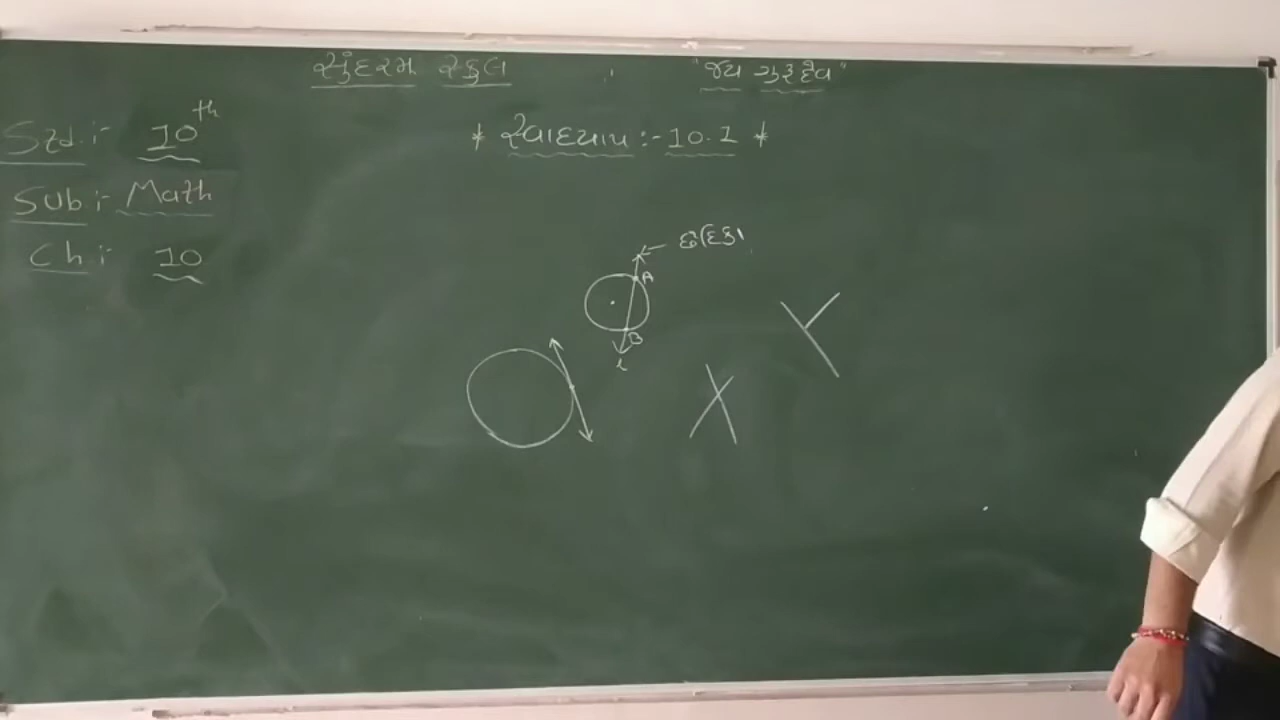 સુંદરમ સ્કુલ "જય ગુરૂદેવ"
Std :- 10th
* સ્વાધ્યાય :- 10.1 *
Sub :- Math
Ch :- 10
છેદિકા
A
B
l